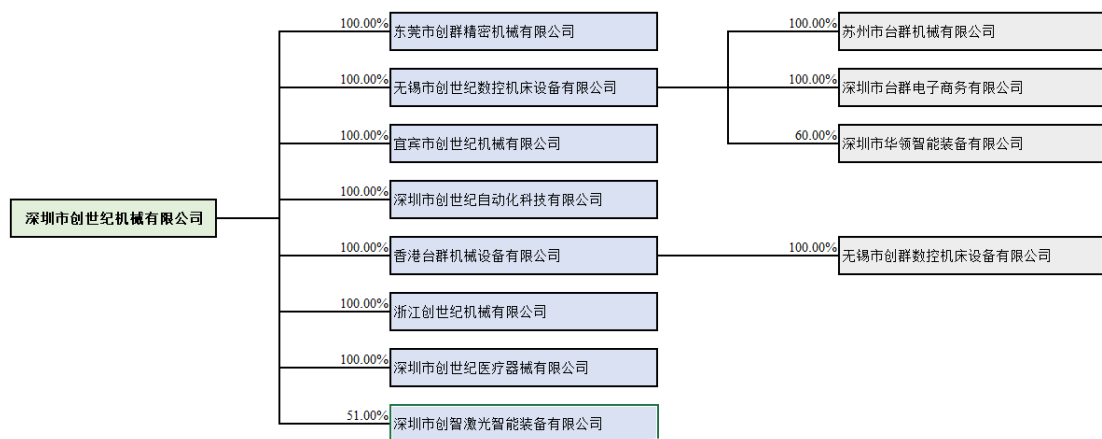 100.00%
东莞市创群精密机械有限公司
100.00%
苏州市台群机械有限公司
100.00%
无锡市创世纪数控机床设备有限公司
100.00%
深圳市台群电子商务有限公司
100.00%
宜宾市创世纪机械有限公司
60.00%
深圳市华领智能装备有限公司
100.00%
深圳市创世纪自动化科技有限公司
深圳市创世纪机械有限公司
100.00%
香港台群机械设备有限公司
100.00%
无锡市创群数控机床设备有限公司
100.00%
浙江创世纪机械有限公司
100.00%
深圳市创世纪医疗器械有限公司
51.00%
深圳市创智激光智能装备有限公司